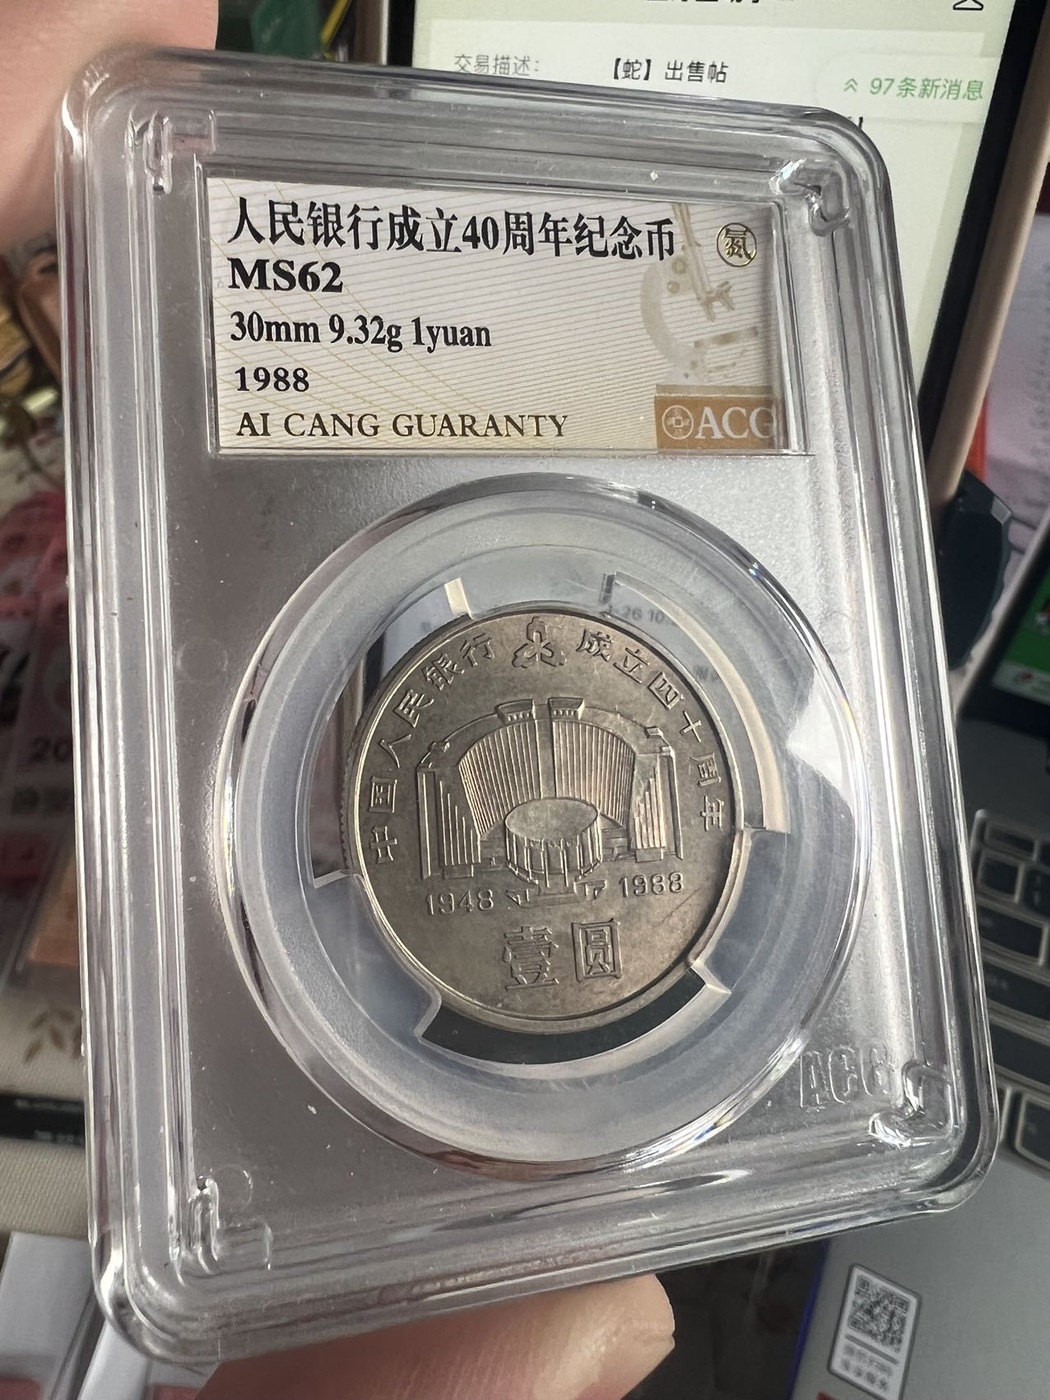 交易描述: 【蛇】出售帖
97条新消息
人民银行成立40周年纪念币
氮
MS62
30mm 9.32g 1yuan
1988
AI CANG GUARANTY
ACG
中国人民银行 成立四十周年
1948 1988
壹圆
ACG
20